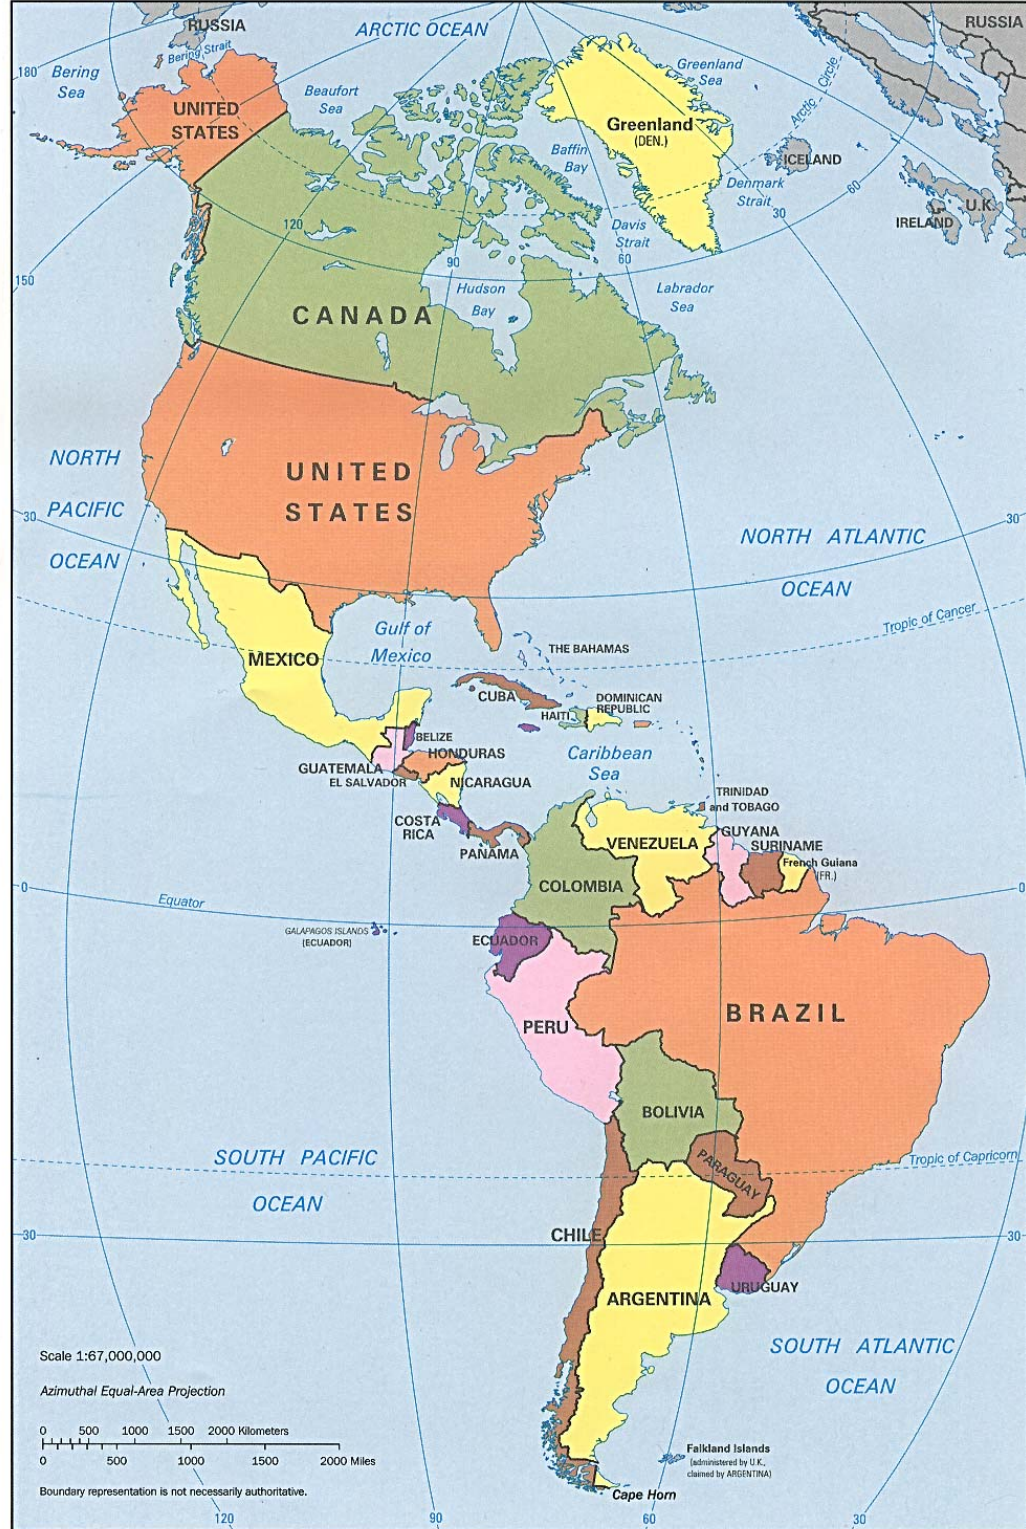 RUSSIA
ARCTIC OCEAN
RUSSIA
Bering Strait
180
Bering
Sea
Beaufort
Sea
Greenland
Sea
Arctic Circle
UNITED
STATES
Greenland
(DEN.)
Baffin
Bay
ICELAND
Denmark
Strait
60
30
U.K.
IRELAND
120
Davis
Strait
60
90
0
150
Hudson
Bay
Labrador
Sea
CANADA
NORTH
PACIFIC
OCEAN
UNITED
STATES
30
30
NORTH ATLANTIC
OCEAN
Tropic of Cancer
Gulf of
Mexico
MEXICO
THE BAHAMAS
CUBA
HAITI
DOMINICAN
REPUBLIC
BELIZE
HONDURAS
GUATEMALA
EL SALVADOR
NICARAGUA
Caribbean
Sea
COSTA
RICA
PANAMA
TRINIDAD
and TOBAGO
VENEZUELA
GUYANA
SURINAME
French Guiana
(FR.)
COLOMBIA
0
0
Equator
GALAPAGOS ISLANDS
(ECUADOR)
ECUADOR
PERU
BRAZIL
BOLIVIA
PARAGUAY
SOUTH PACIFIC
OCEAN
Tropic of Capricorn
30
30
CHILE
URUGUAY
ARGENTINA
SOUTH ATLANTIC
OCEAN
Scale 1:67,000,000
Azimuthal Equal-Area Projection
0 500 1000 1500 2000 Kilometers
0 500 1000 1500 2000 Miles
Boundary representation is not necessarily authoritative.
Falkland Islands
(administered by U.K.,
claimed by ARGENTINA)
Cape Horn
120
90
60
30